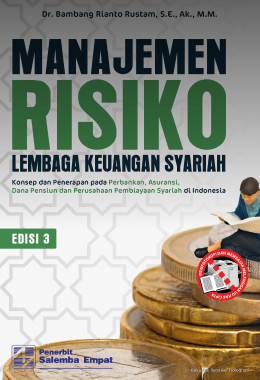 Dr. Bambang Rianto Rustam, S.E., Ak., M.M.
MANAJEMEN
RISIKO
LEMBAGA KEUANGAN SYARIAH
Konsep dan Penerapan pada Perbankan, Asuransi,
Dana Pensiun dan Perusahaan Pembiayaan Syariah di Indonesia
EDISI 3
Penerbit
Salemba Empat